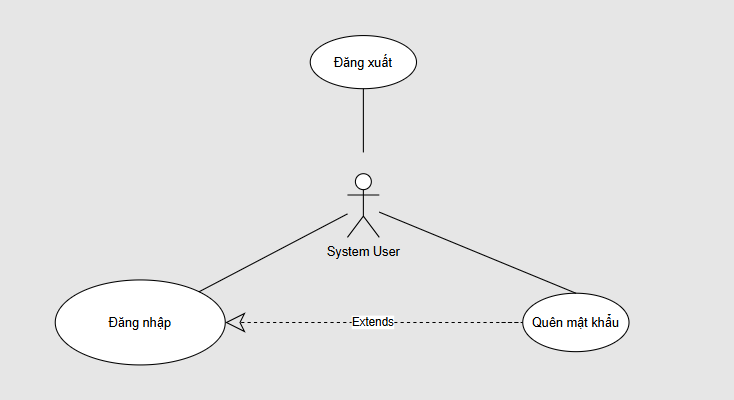 Đăng xuất
System User
Đăng nhập
Extends
Quên mật khẩu